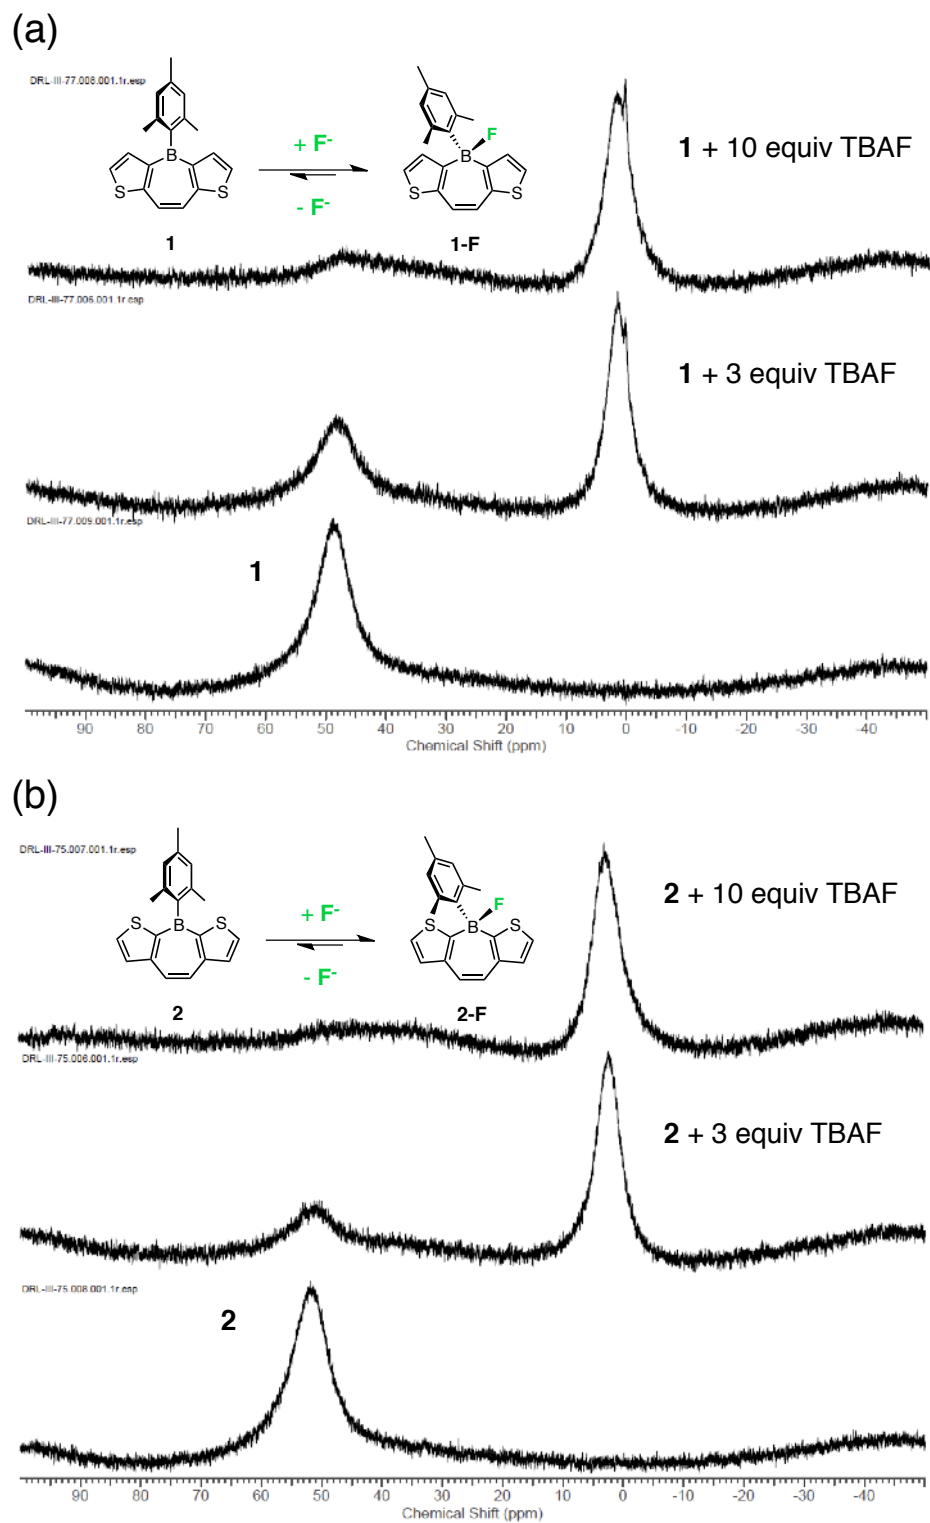 (a)
DRL-III-77.008.001.1r.esp
+ F-
- F-
B
S
S
1
F
B
S
S
1-F
1 + 10 equiv TBAF
DRL-III-77.006.001.1r.esp
1 + 3 equiv TBAF
DRL-III-77.009.001.1r.esp
1
90 80 70 60 50 40 30 20 10 0 -10 -20 -30 -40
Chemical Shift (ppm)
(b)
DRL-III-75.007.001.1r.esp
+ F-
- F-
S
B
S
2
S
B
F
S
2-F
2 + 10 equiv TBAF
DRL-III-75.006.001.1r.esp
2 + 3 equiv TBAF
DRL-III-75.008.001.1r.esp
2
90 80 70 60 50 40 30 20 10 0 -10 -20 -30 -40
Chemical Shift (ppm)